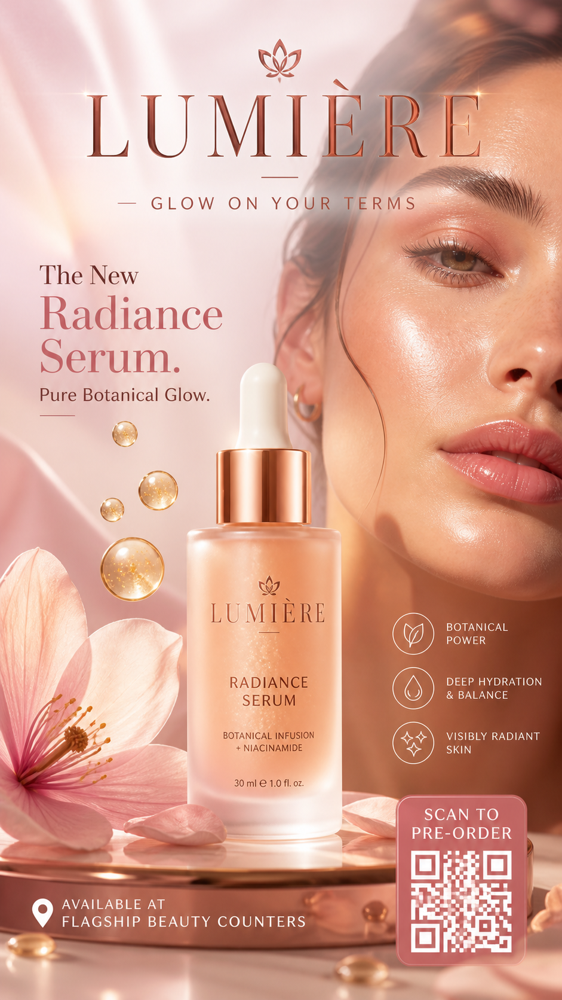 LUMIÈRE
GLOW ON YOUR TERMS
The New
Radiance
Serum.
Pure Botanical Glow.
LUMIÈRE
RADIANCE
SERUM
BOTANICAL INFUSION
+ NIACINAMIDE
30 ml ℮ 1.0 fl. oz.
BOTANICAL
POWER
DEEP HYDRATION
& BALANCE
VISIBLY RADIANT
SKIN
SCAN TO
PRE-ORDER
AVAILABLE AT
FLAGSHIP BEAUTY COUNTERS